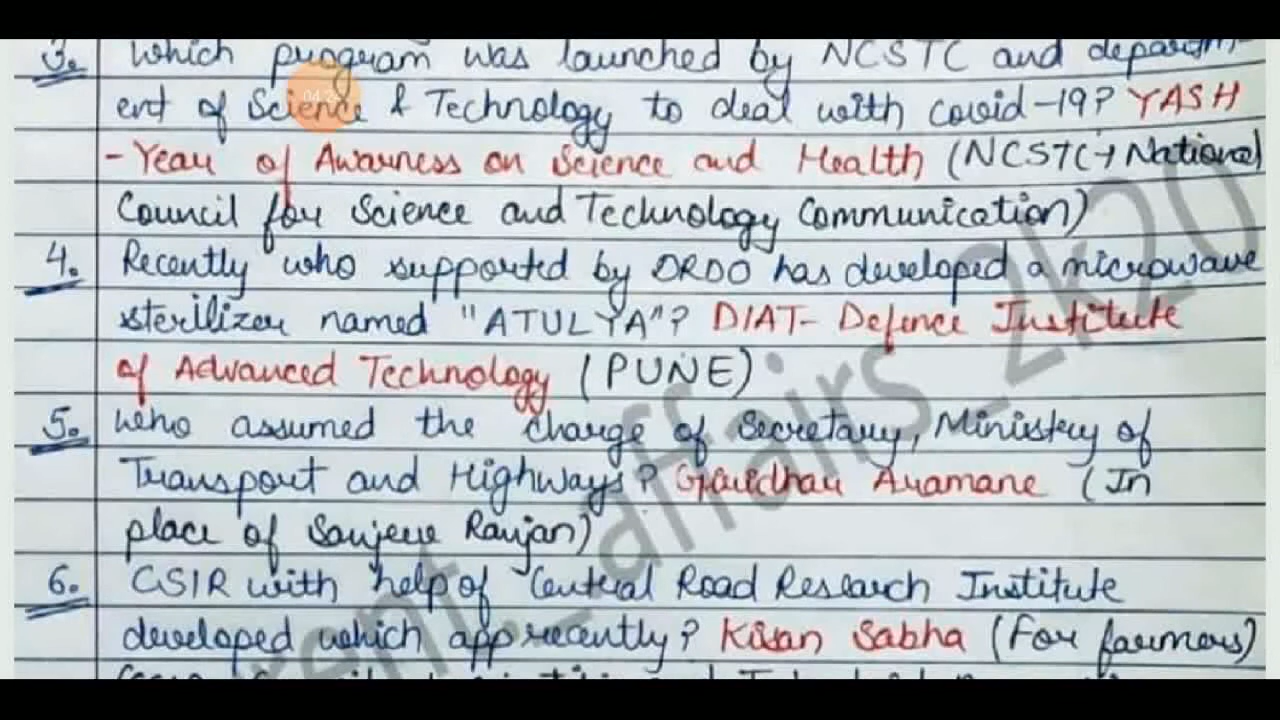 3. Which program was launched by NCSTC and departm-
ent of Science & Technology to deal with covid-19? YASH
- Year of Awarness on Science and Health (NCSTC → National
Council for Science and Technology Communication)
4. Recently who supported by DRDO has developed a microwave
sterilizer named "ATULYA"? DIAT- Defence Institute
of Advanced Technology (PUNE)
5. Who assumed the charge of Secretary, Ministry of
Transport and Highways? Giridhar Aramane (In
place of Sanjeev Ranjan)
6. CSIR with help of Central Road Research Institute
developed which app recently? Kisan Sabha (For farmers)
affairs_2k20